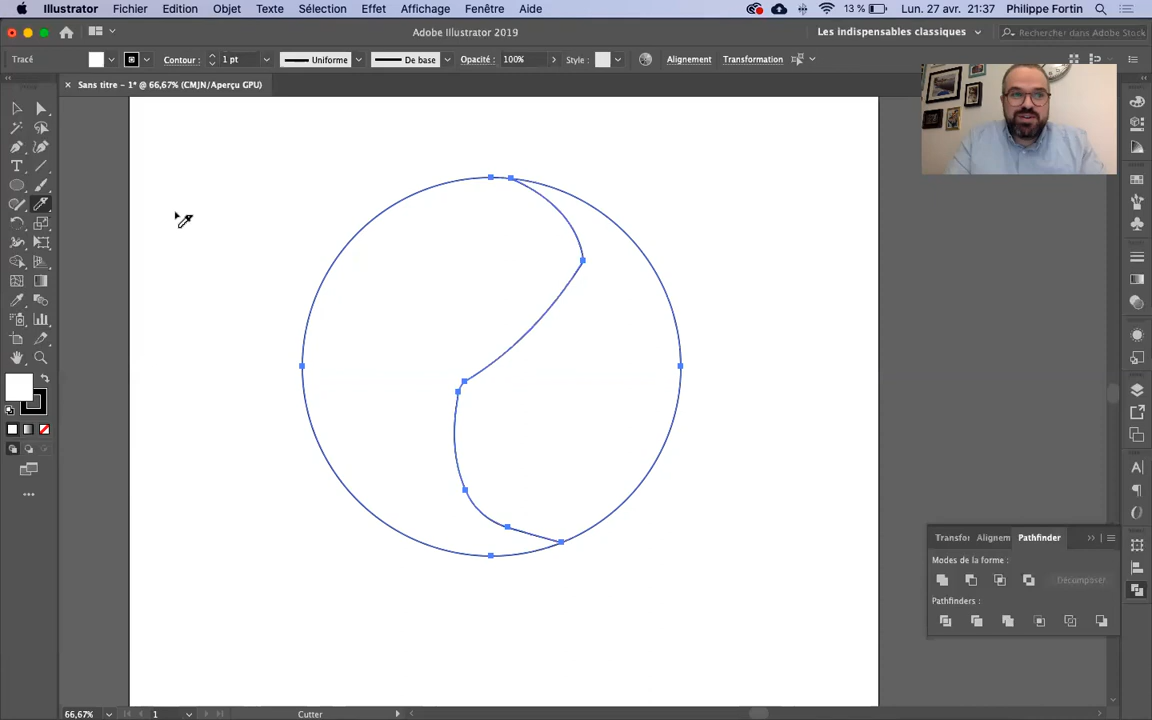 Illustrator Fichier Edition Objet Texte Sélection Effet Affichage Fenêtre Aide 13 % Lun. 27 avr. 21:37 Philippe Fortin
Adobe Illustrator 2019 Les indispensables classiques Rechercher dans Adobe Stock
Tracé Contour : 1 pt Uniforme De base Opacité : 100% Style : Alignement Transformation
× Sans titre - 1* @ 66,67% (CMJN/Aperçu GPU)
Transfor Alignem Pathfinder
Modes de la forme :
Décomposer
Pathfinders :
66,67% 1 Cutter